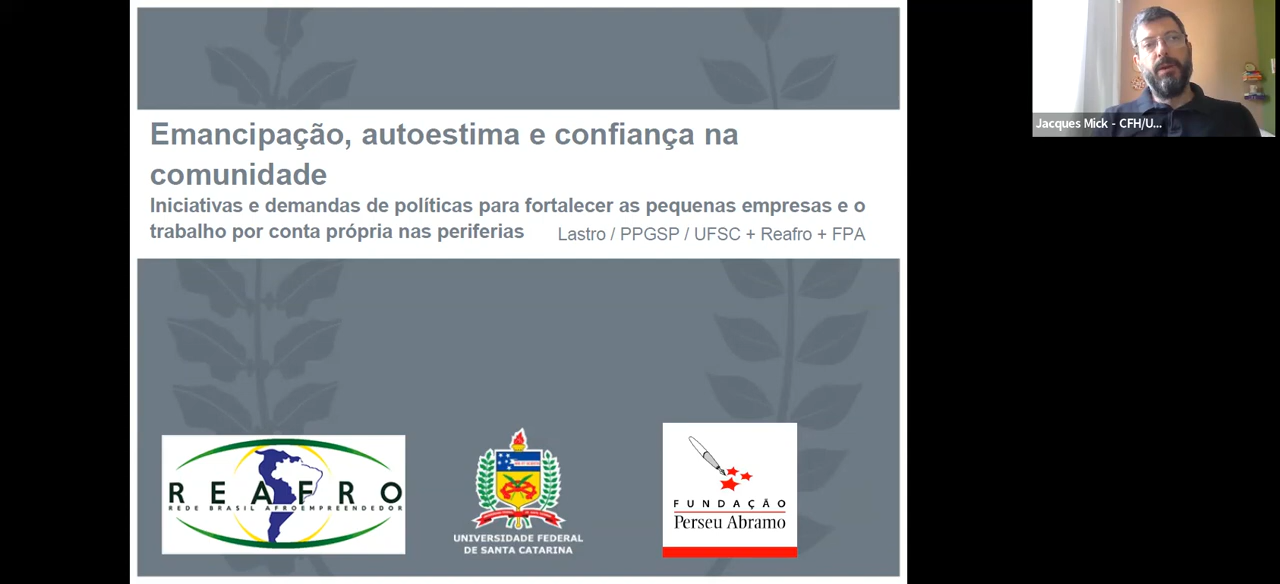 Emancipação, autoestima e confiança na
comunidade
Iniciativas e demandas de políticas para fortalecer as pequenas empresas e o
trabalho por conta própria nas periferias
Lastro / PPGSP / UFSC + Reafro + FPA
Jacques Mick - CFH/U...
REAFRO
REDE BRASIL AFROEMPREENDEDOR
UNIVERSIDADE FEDERAL
DE SANTA CATARINA
FUNDAÇÃO
Perseu Abramo